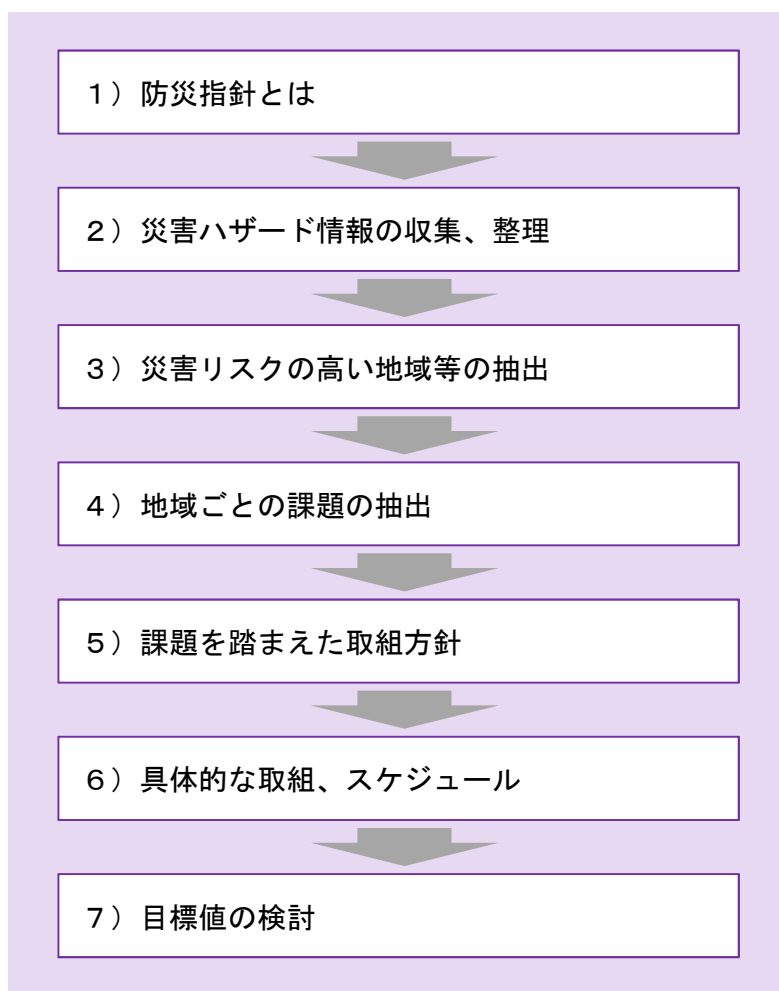 １）防災指針とは
２）災害ハザード情報の収集、整理
３）災害リスクの高い地域等の抽出
４）地域ごとの課題の抽出
５）課題を踏まえた取組方針
６）具体的な取組、スケジュール
７）目標値の検討